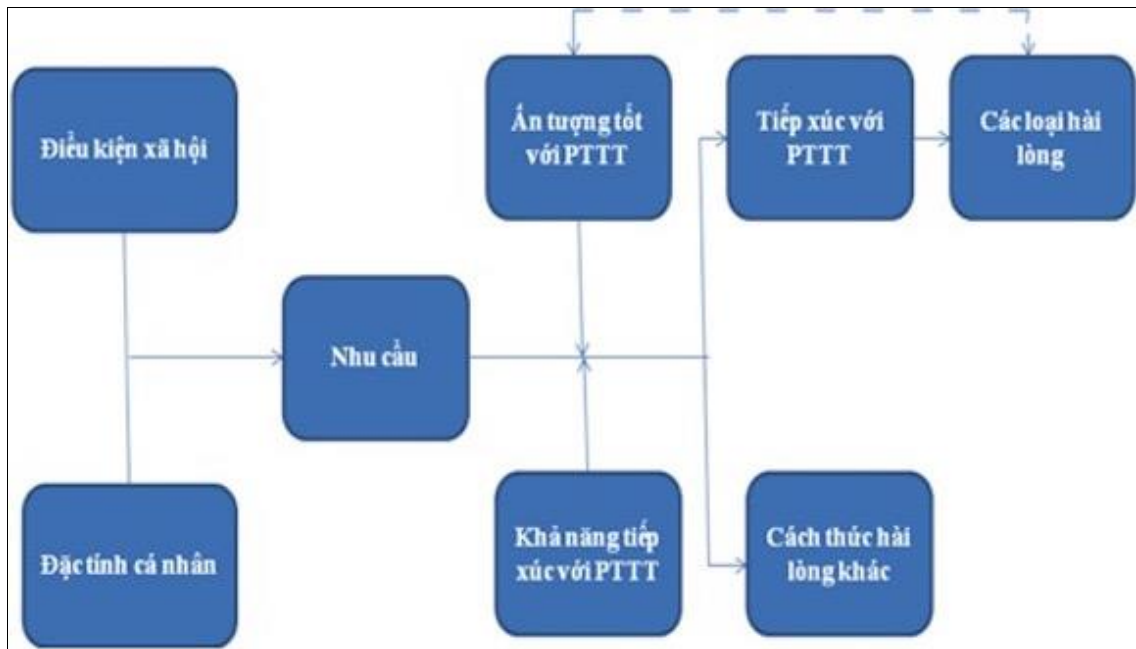 Điều kiện xã hội
Ấn tượng tốt
với PTTT
Tiếp xúc với
PTTT
Các loại hài
lòng
Nhu cầu
Đặc tính cá nhân
Khả năng tiếp
xúc với PTTT
Cách thức hài
lòng khác